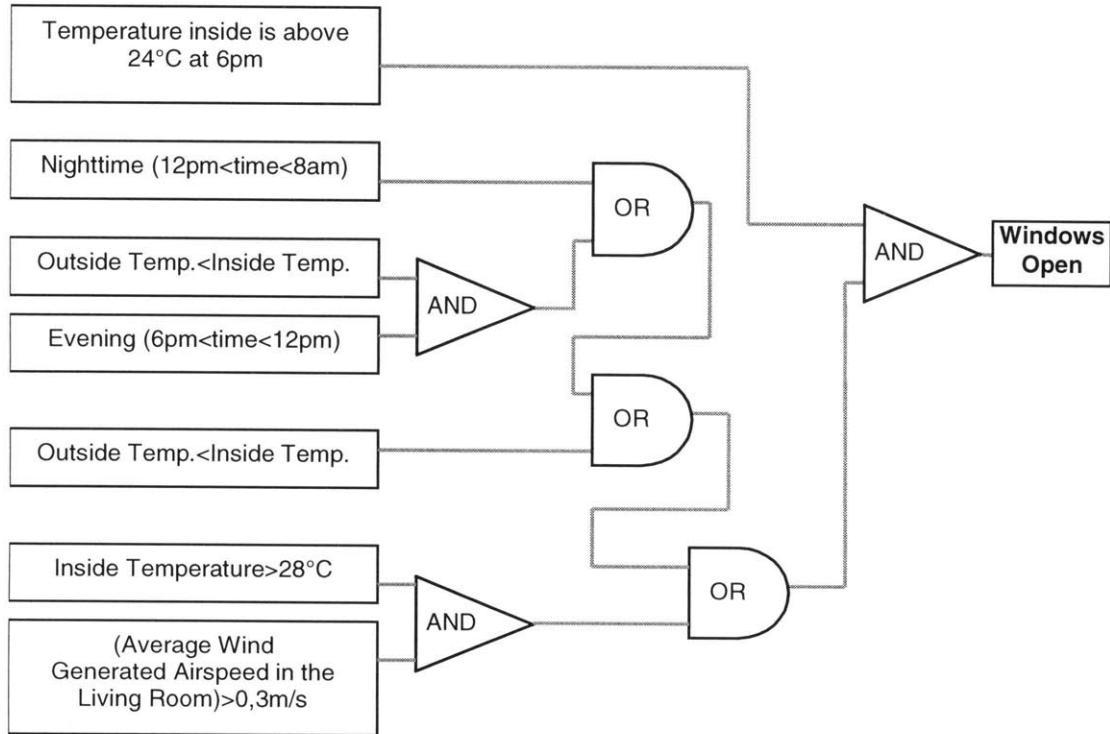 Temperature inside is above
24°C at 6pm
Nighttime (12pm<time<8am)
OR
Outside Temp.<Inside Temp.
AND
Evening (6pm<time<12pm)
AND
Windows
Open
OR
Outside Temp.<Inside Temp.
Inside Temperature>28°C
AND
OR
(Average Wind
Generated Airspeed in the
Living Room)>0,3m/s